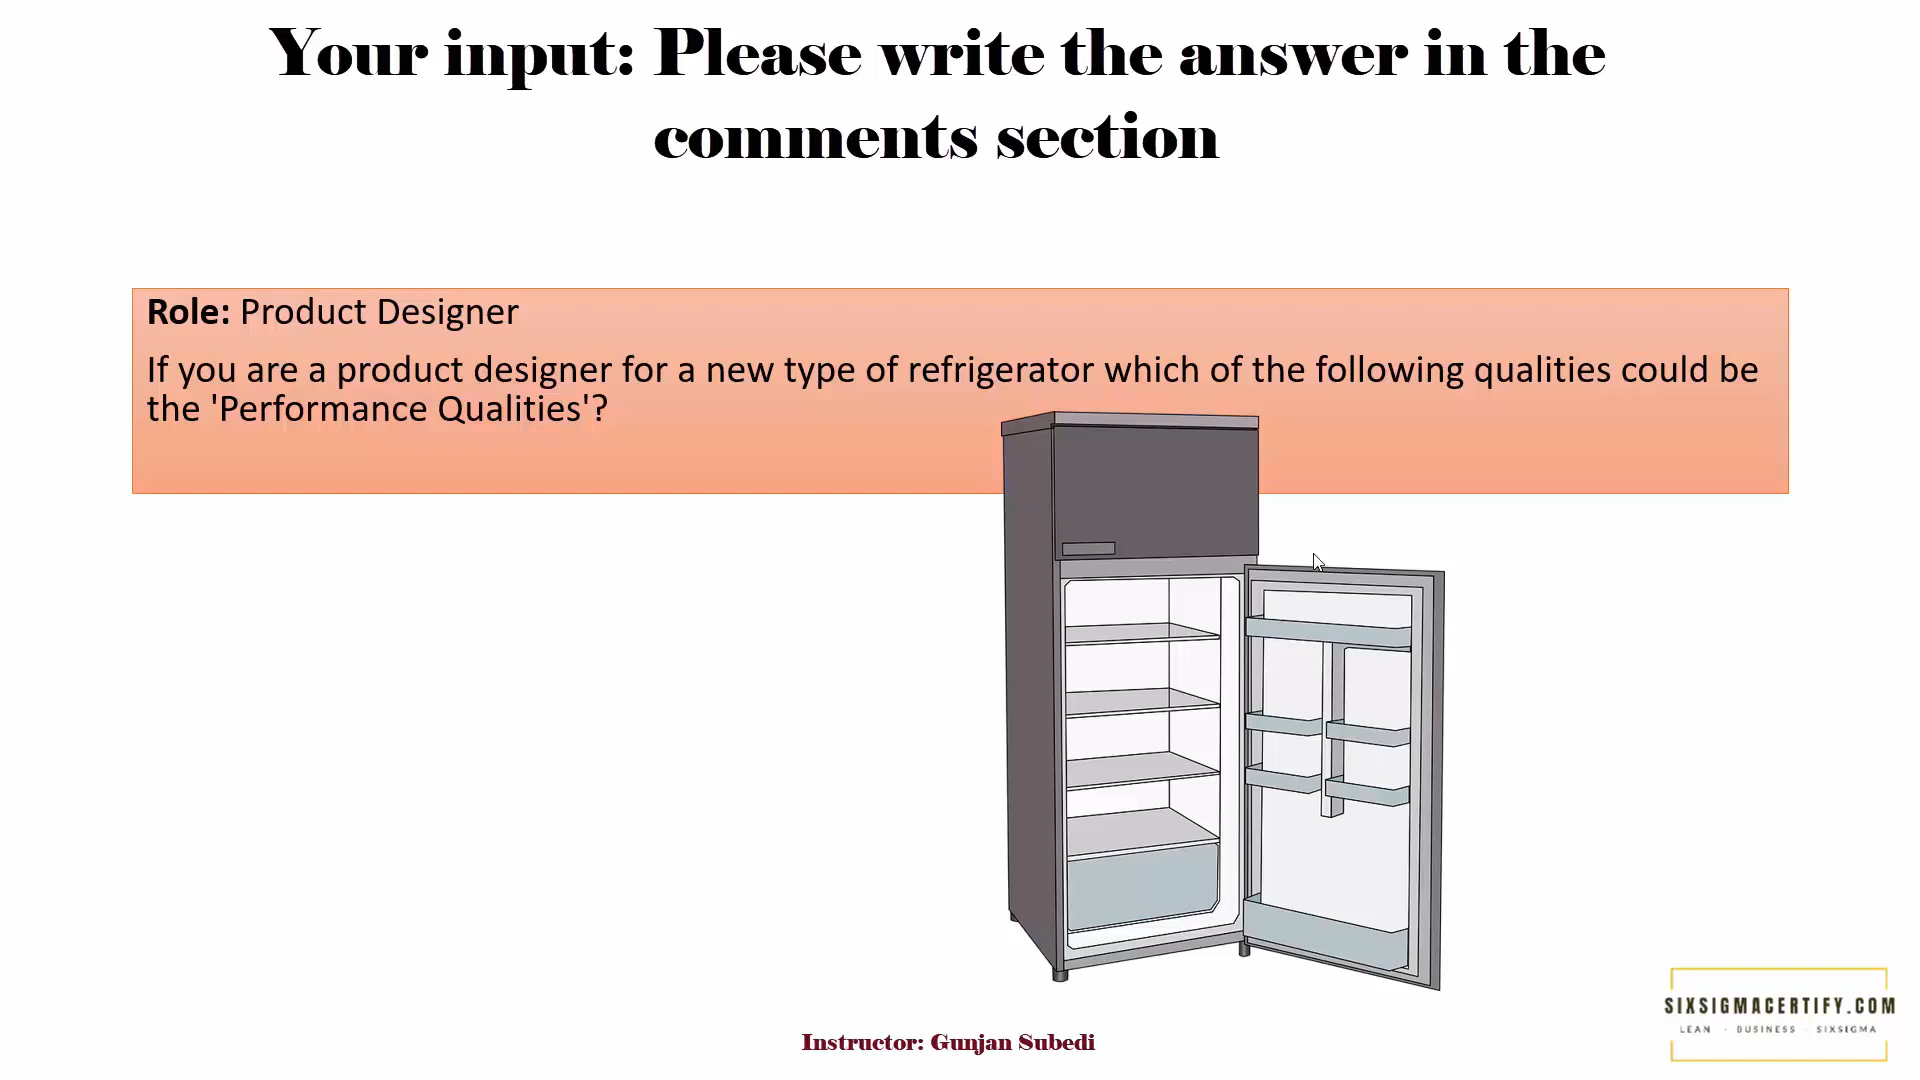 Your input: Please write the answer in the
comments section
Role: Product Designer
If you are a product designer for a new type of refrigerator which of the following qualities could be
the 'Performance Qualities'?
SIXSIGMACERTIFY.COM
LEAN · BUSINESS · SIXSIGMA
Instructor: Gunjan Subedi